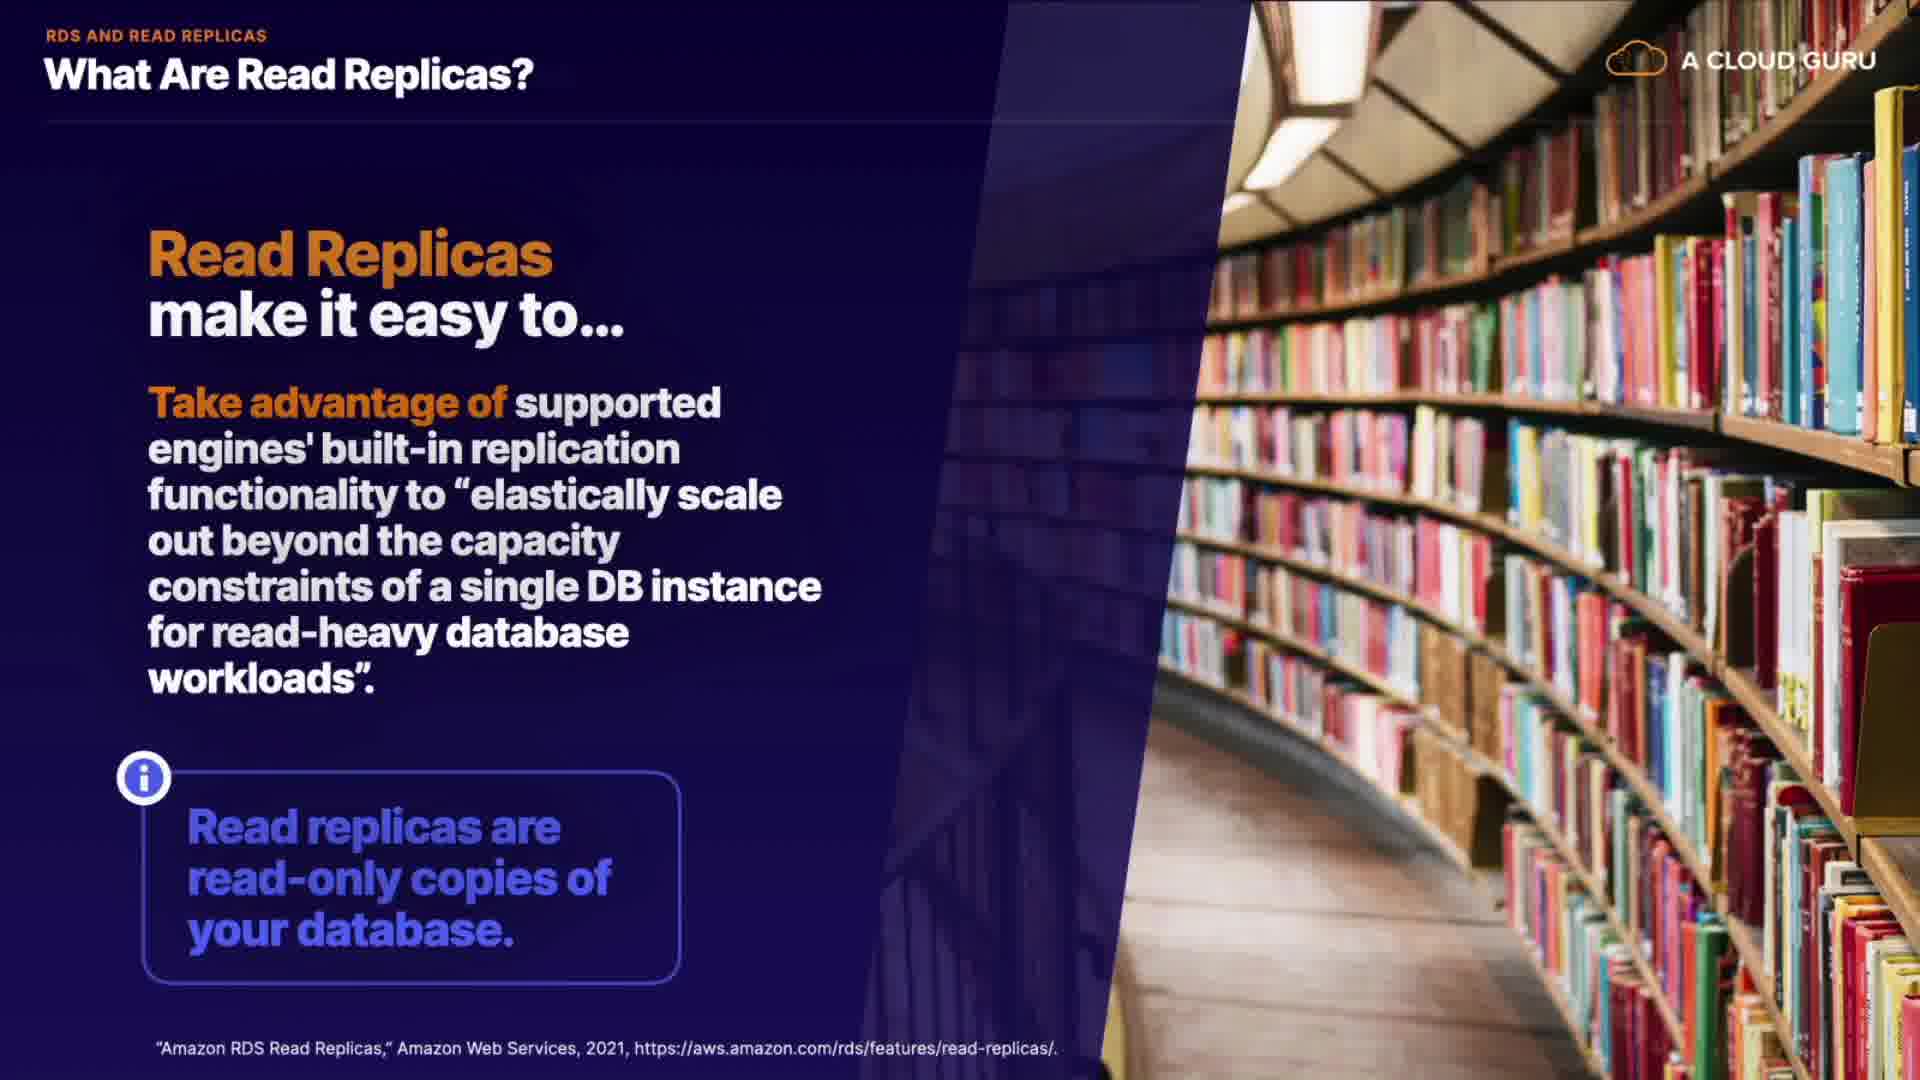 RDS AND READ REPLICAS
What Are Read Replicas?
A CLOUD GURU
Read Replicas
make it easy to...
Take advantage of supported
engines' built-in replication
functionality to “elastically scale
out beyond the capacity
constraints of a single DB instance
for read-heavy database
workloads”.
i
Read replicas are
read-only copies of
your database.
“Amazon RDS Read Replicas,” Amazon Web Services, 2021, https://aws.amazon.com/rds/features/read-replicas/.